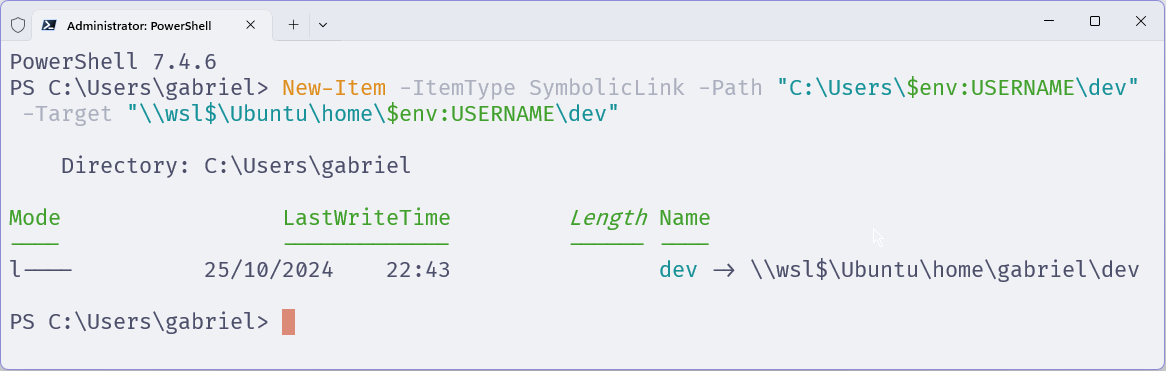 Administrator: PowerShell
PowerShell 7.4.6
PS C:\Users\gabriel> New-Item -ItemType SymbolicLink -Path "C:\Users\$env:USERNAME\dev"
-Target "\\wsl$\Ubuntu\home\$env:USERNAME\dev"
Directory: C:\Users\gabriel
Mode LastWriteTime Length Name
---- ------------- ------ ----
l---- 25/10/2024 22:43 dev -> \\wsl$\Ubuntu\home\gabriel\dev
PS C:\Users\gabriel>